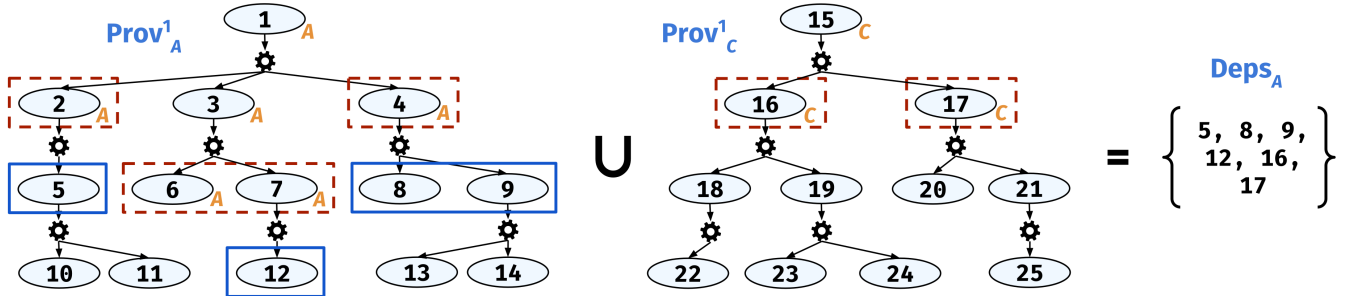 1 A
Prov¹A
2 A 3 A 4 A
5 6 A 7 A 8 9
10 11 12 13 14
∪
15 C
Prov¹C
16 C 17 C
18 19 20 21
22 23 24 25
=
DepsA
{ 5, 8, 9,
12, 16,
17 }